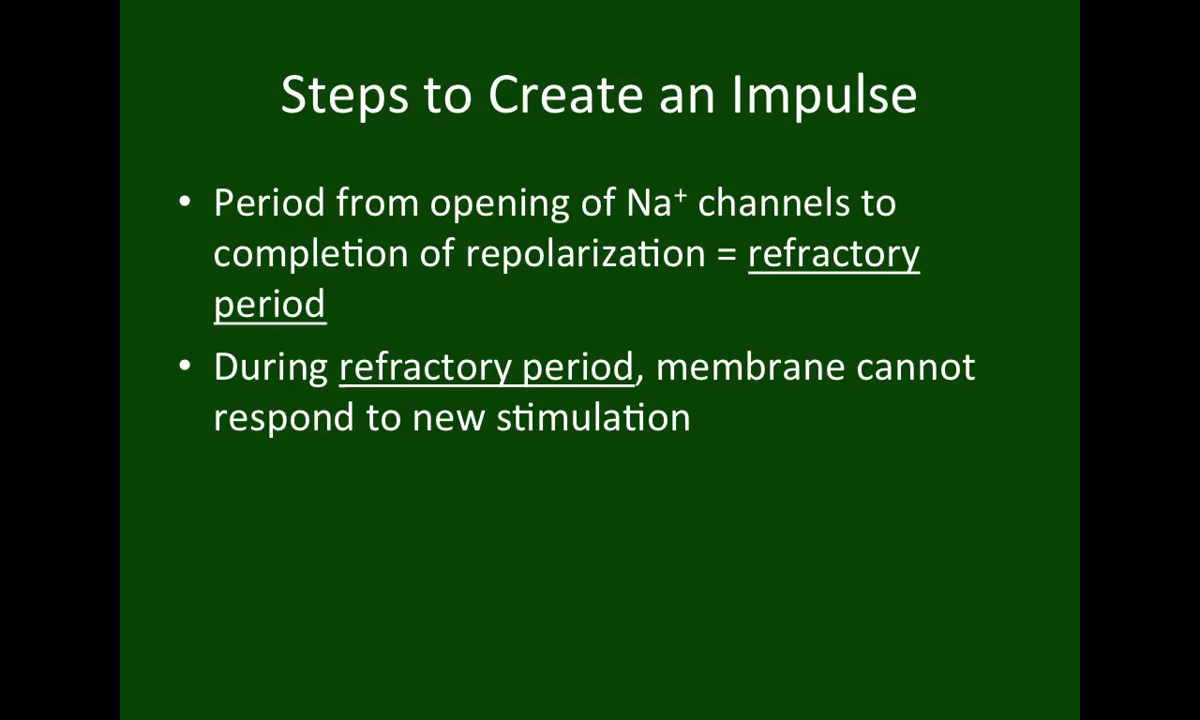 Steps to Create an Impulse
• Period from opening of Na⁺ channels to
completion of repolarization = refractory
period
• During refractory period, membrane cannot
respond to new stimulation